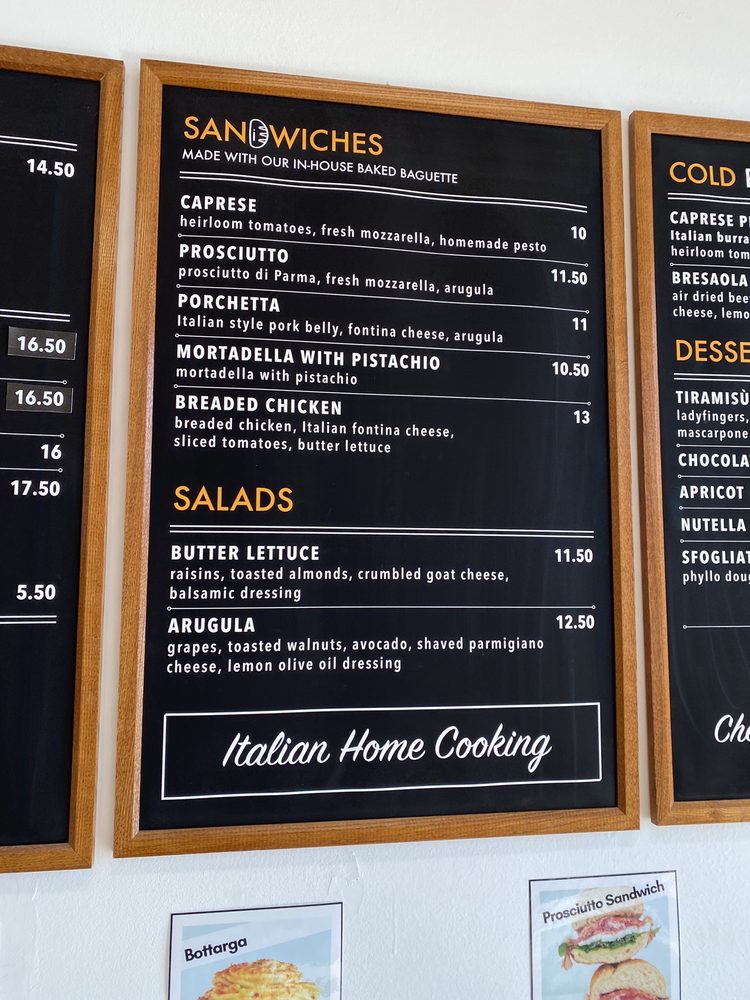 14.50
16.50
16.50
16
17.50
5.50
SANDWICHES
MADE WITH OUR IN-HOUSE BAKED BAGUETTE
CAPRESE 10
heirloom tomatoes, fresh mozzarella, homemade pesto
PROSCIUTTO 11.50
prosciutto di Parma, fresh mozzarella, arugula
PORCHETTA 11
Italian style pork belly, fontina cheese, arugula
MORTADELLA WITH PISTACHIO 10.50
mortadella with pistachio
BREADED CHICKEN 13
breaded chicken, Italian fontina cheese,
sliced tomatoes, butter lettuce
SALADS
BUTTER LETTUCE 11.50
raisins, toasted almonds, crumbled goat cheese,
balsamic dressing
ARUGULA 12.50
grapes, toasted walnuts, avocado, shaved parmigiano
cheese, lemon olive oil dressing
Italian Home Cooking
COLD
CAPRESE
Italian burra
heirloom tom
BRESAOLA
air dried bee
cheese, lemo
DESSE
TIRAMISÙ
ladyfingers,
mascarpone
CHOCOLA
APRICOT
NUTELLA
SFOGLIAT
phyllo doug
Che
Bottarga
Prosciutto Sandwich